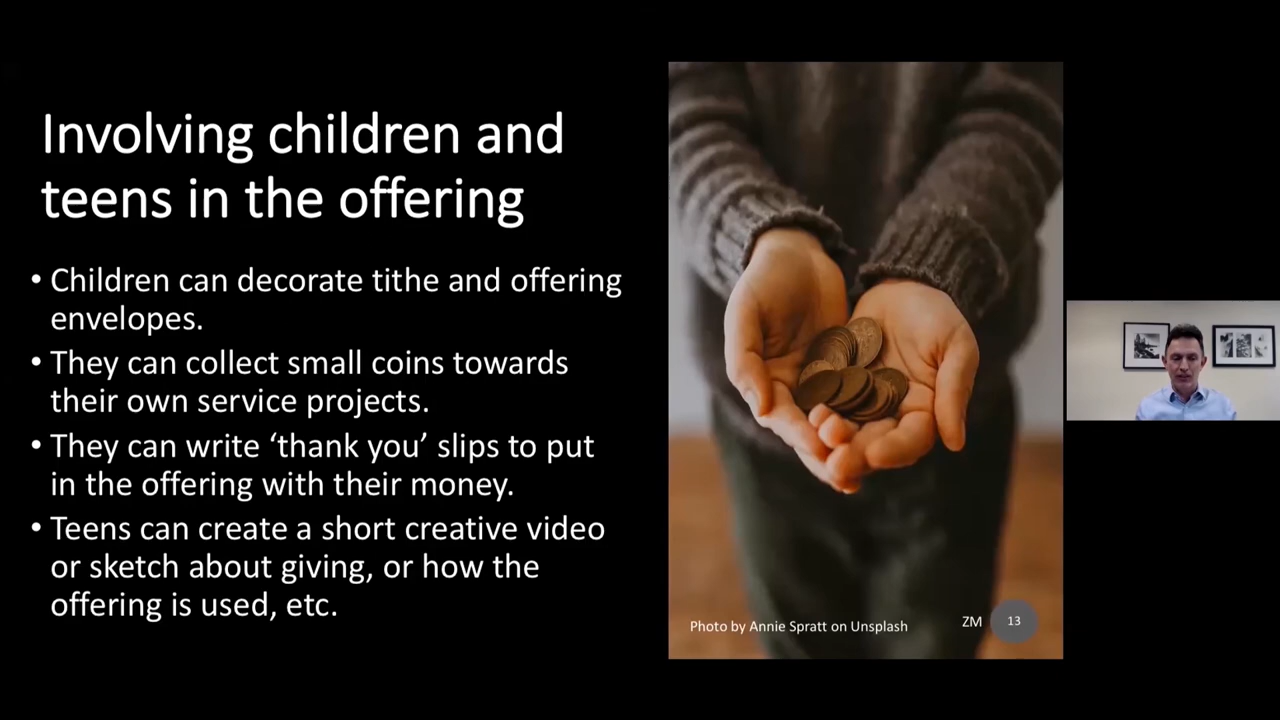 Involving children and
teens in the offering
• Children can decorate tithe and offering
envelopes.
• They can collect small coins towards
their own service projects.
• They can write ‘thank you’ slips to put
in the offering with their money.
• Teens can create a short creative video
or sketch about giving, or how the
offering is used, etc.
Photo by Annie Spratt on Unsplash
ZM 13